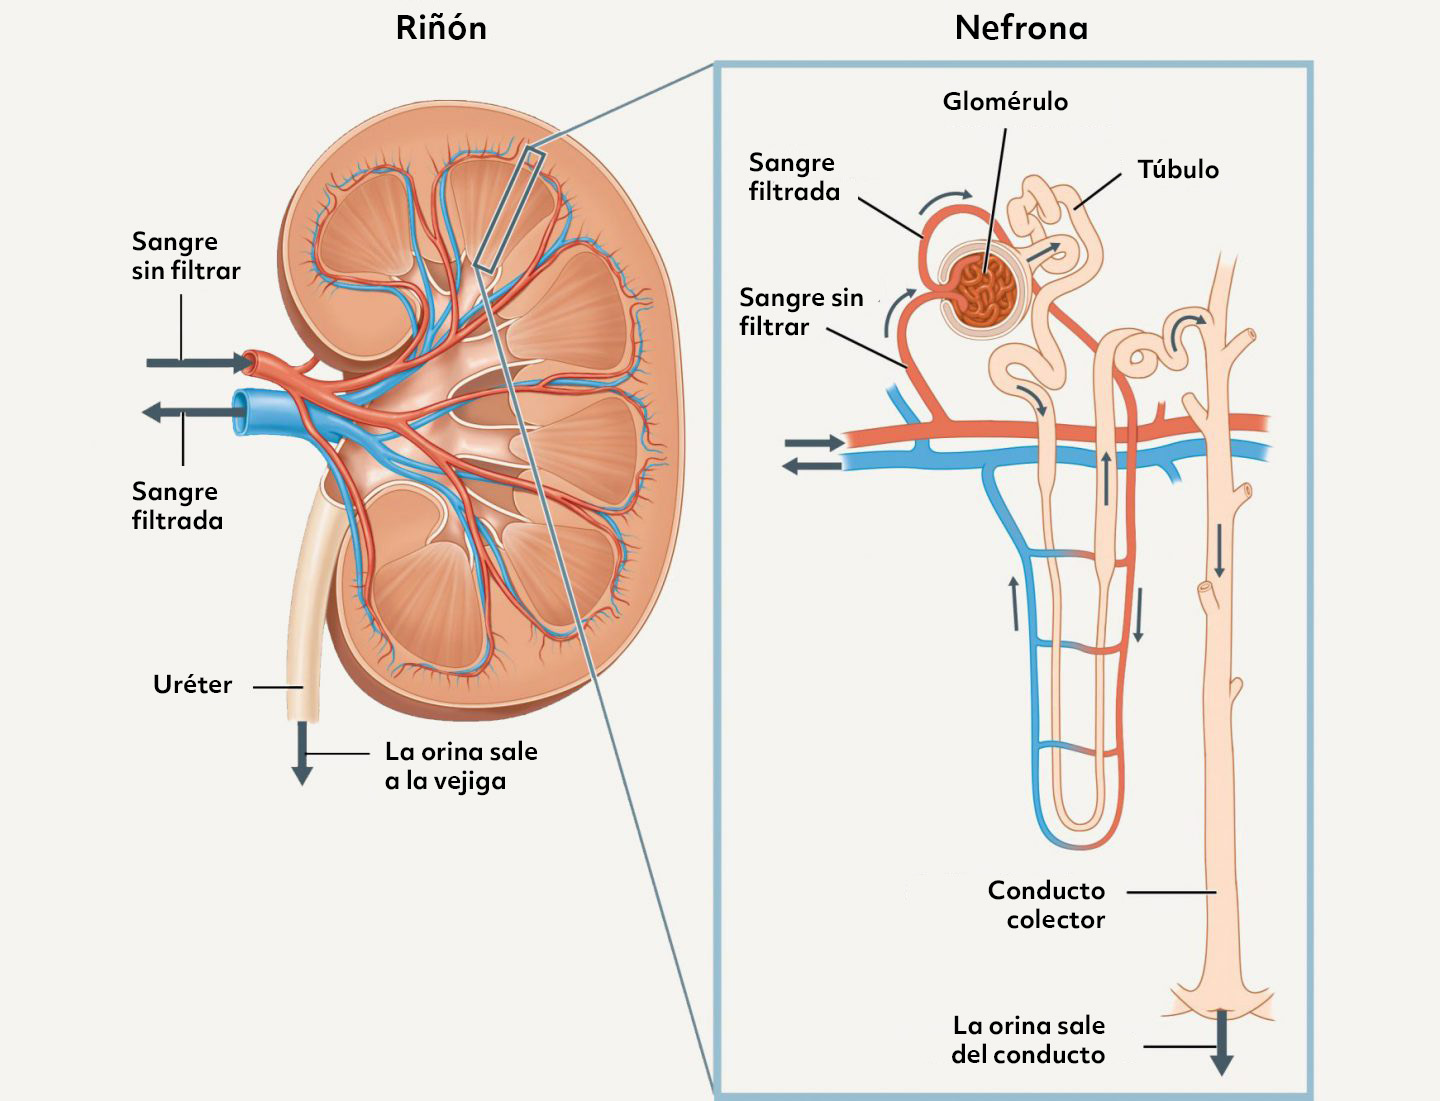 Riñón
Nefrona
Sangre
sin filtrar
Sangre
filtrada
Uréter
La orina sale
a la vejiga
Glomérulo
Sangre
filtrada
Túbulo
Sangre sin
filtrar
Conducto
colector
La orina sale
del conducto